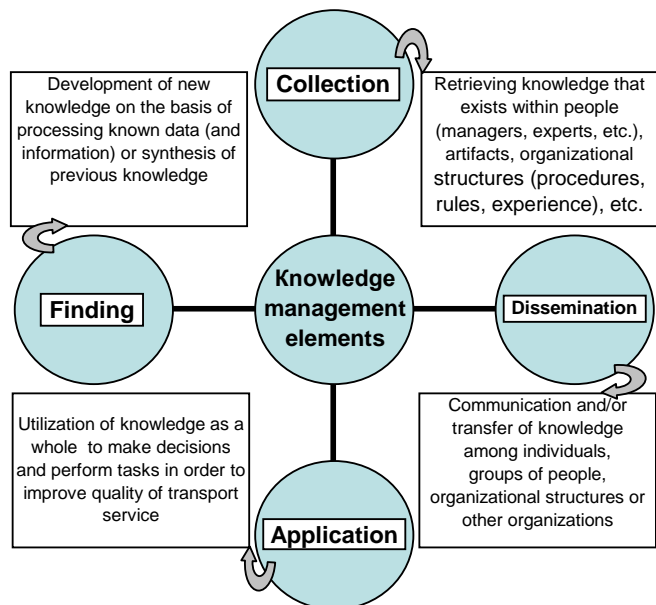 Collection
Development of new
knowledge on the basis of
processing known data (and
information) or synthesis of
previous knowledge
Retrieving knowledge that
exists within people
(managers, experts, etc.),
artifacts, organizational
structures (procedures,
rules, experience), etc.
Finding
Knowledge
management
elements
Dissemination
Utilization of knowledge as a
whole to make decisions
and perform tasks in order to
improve quality of transport
service
Communication and/or
transfer of knowledge
among individuals,
groups of people,
organizational structures or
other organizations
Application